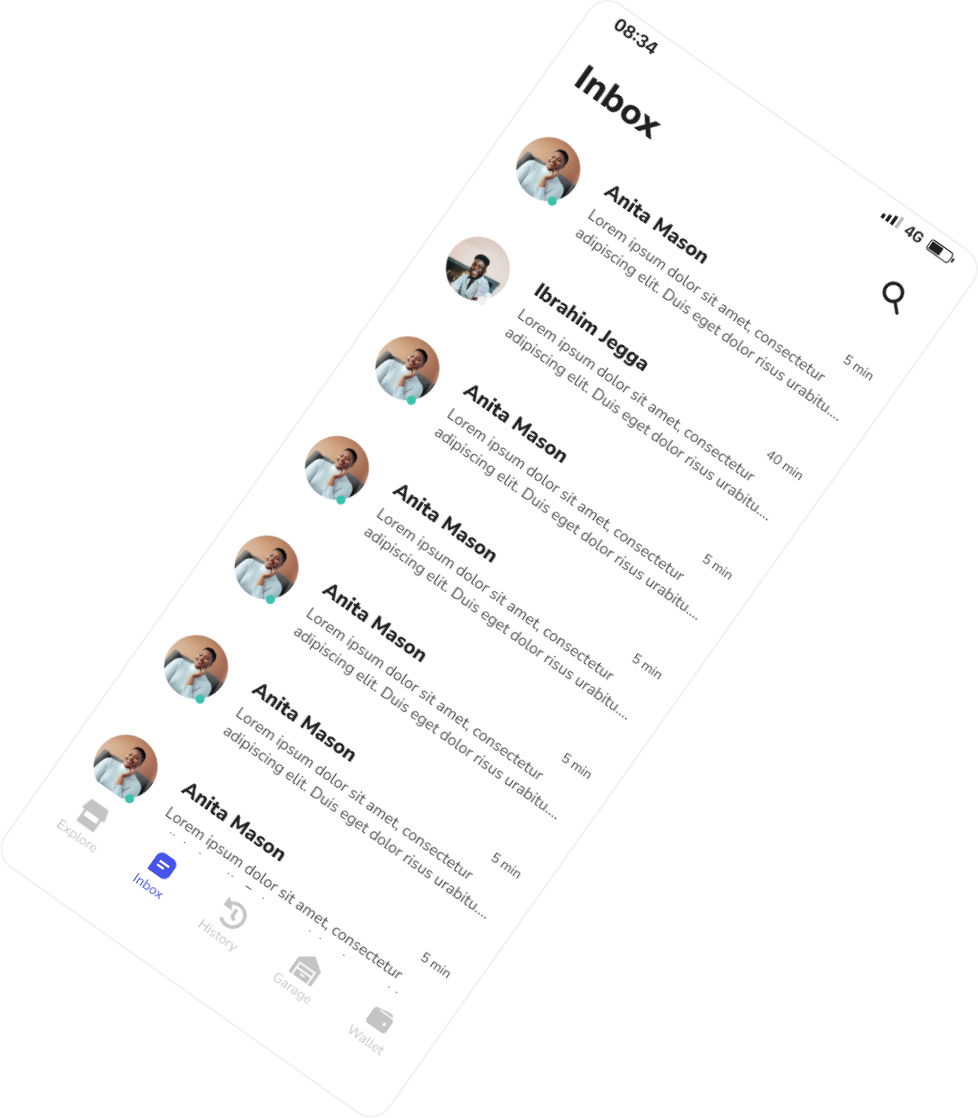 08:34
4G
Inbox
Anita Mason
Lorem ipsum dolor sit amet, consectetur
adipiscing elit. Duis eget dolor risus urabitu....
5 min
Ibrahim Jegga
Lorem ipsum dolor sit amet, consectetur
adipiscing elit. Duis eget dolor risus urabitu....
40 min
Anita Mason
Lorem ipsum dolor sit amet, consectetur
adipiscing elit. Duis eget dolor risus urabitu....
5 min
Anita Mason
Lorem ipsum dolor sit amet, consectetur
adipiscing elit. Duis eget dolor risus urabitu....
5 min
Anita Mason
Lorem ipsum dolor sit amet, consectetur
adipiscing elit. Duis eget dolor risus urabitu....
5 min
Anita Mason
Lorem ipsum dolor sit amet, consectetur
adipiscing elit. Duis eget dolor risus urabitu....
5 min
Anita Mason
Lorem ipsum dolor sit amet, consectetur
5 min
Explore
Inbox
History
Garage
Wallet